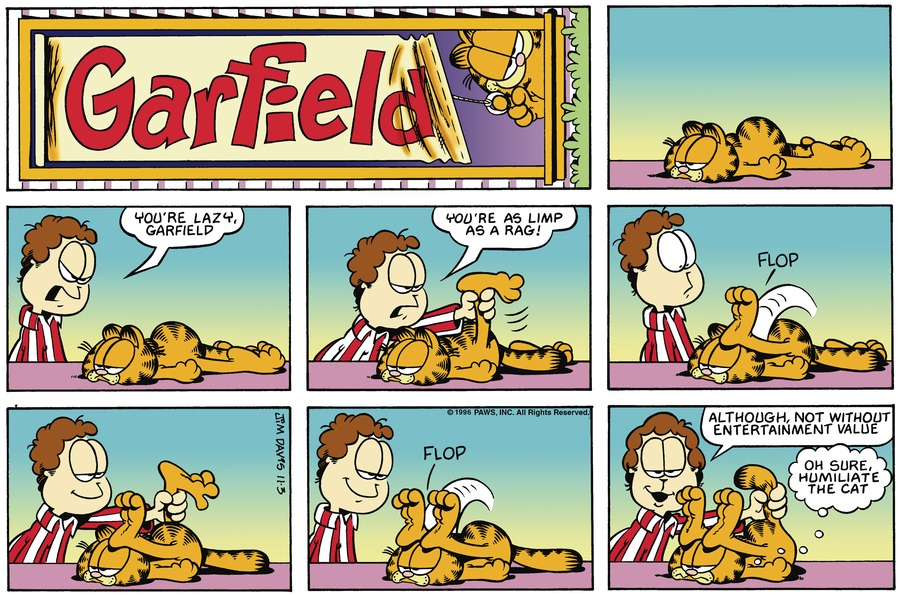 Garfield
YOU'RE LAZY,
GARFIELD
YOU'RE AS LIMP
AS A RAG!
FLOP
JIM DAVIS 11-3
© 1996 PAWS, INC. All Rights Reserved.
FLOP
ALTHOUGH, NOT WITHOUT
ENTERTAINMENT VALUE
OH SURE,
HUMILIATE
THE CAT